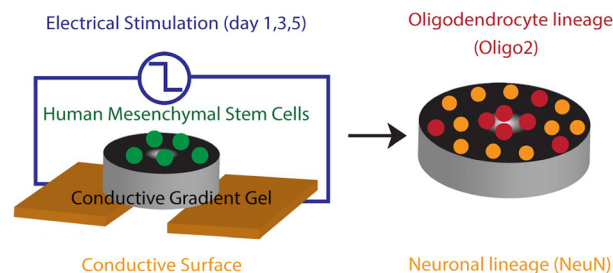 Electrical Stimulation (day 1,3,5)
Human Mesenchymal Stem Cells
Conductive Gradient Gel
Conductive Surface
Oligodendrocyte lineage
(Oligo2)
Neuronal lineage (NeuN)